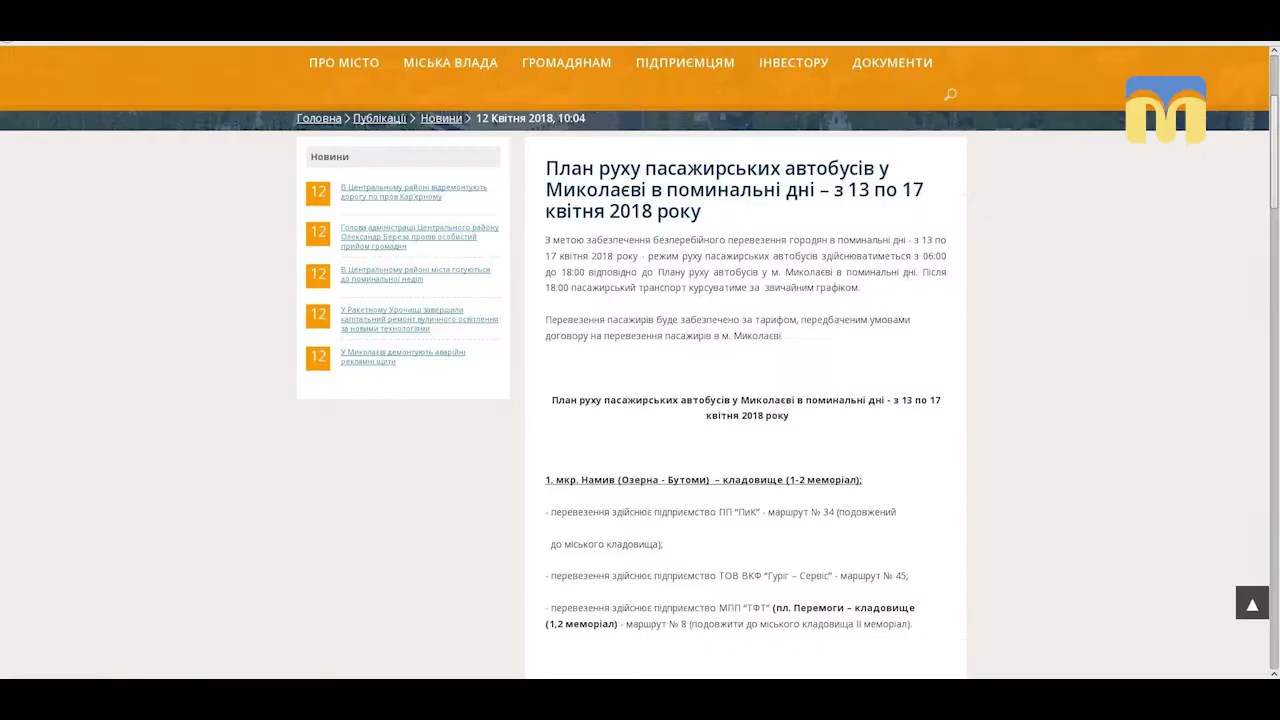 ПРО МІСТО МІСЬКА ВЛАДА ГРОМАДЯНАМ ПІДПРИЄМЦЯМ ІНВЕСТОРУ ДОКУМЕНТИ
Головна > Публікації > Новини > 12 Квітня 2018, 10:04
Новини
12 В Центральному районі відремонтують
дорогу по пров Кар'єрному
12 Голова адміністрації Центрального району
Олександр Береза провів особистий
прийом громадян
12 В Центральному районі міста готуються
до поминальної неділі
12 У Ракетному Урочищі завершили
капітальний ремонт вуличного освітлення
за новими технологіями
12 У Миколаєві демонтують аварійні
рекламні щити
План руху пасажирських автобусів у
Миколаєві в поминальні дні – з 13 по 17
квітня 2018 року
З метою забезпечення безперебійного перевезення городян в поминальні дні - з 13 по
17 квітня 2018 року - режим руху пасажирських автобусів здійснюватиметься з 06:00
до 18:00 відповідно до Плану руху автобусів у м. Миколаєві в поминальні дні. Після
18:00 пасажирський транспорт курсуватиме за звичайним графіком.
Перевезення пасажирів буде забезпечено за тарифом, передбаченим умовами
договору на перевезення пасажирів в м. Миколаєві.
План руху пасажирських автобусів у Миколаєві в поминальні дні - з 13 по 17
квітня 2018 року
1. мкр. Намив (Озерна - Бутоми) – кладовище (1-2 меморіал);
- перевезення здійснює підприємство ПП “ПиК” - маршрут № 34 (подовжений
до міського кладовища);
- перевезення здійснює підприємство ТОВ ВКФ “Гуріг – Сервіс” - маршрут № 45;
- перевезення здійснює підприємство МПП “ТФТ” (пл. Перемоги – кладовище
(1,2 меморіал) - маршрут № 8 (подовжити до міського кладовища ІІ меморіал).